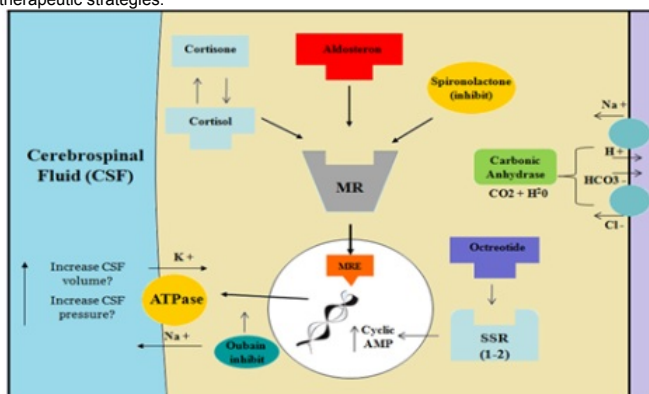 therapeutic strategies.
Cortisone
Aldosteron
Spironolactone
(inhibit)
Cortisol
Na +
Cerebrospinal
Fluid (CSF)
MR
Carbonic
Anhydrase
CO2 + H²0
H +
HCO3 -
Cl -
Increase CSF
volume?
Increase CSF
pressure?
K +
ATPase
Na +
MRE
Octreotide
Oubain
inhibit
Cyclic
AMP
SSR
(1-2)